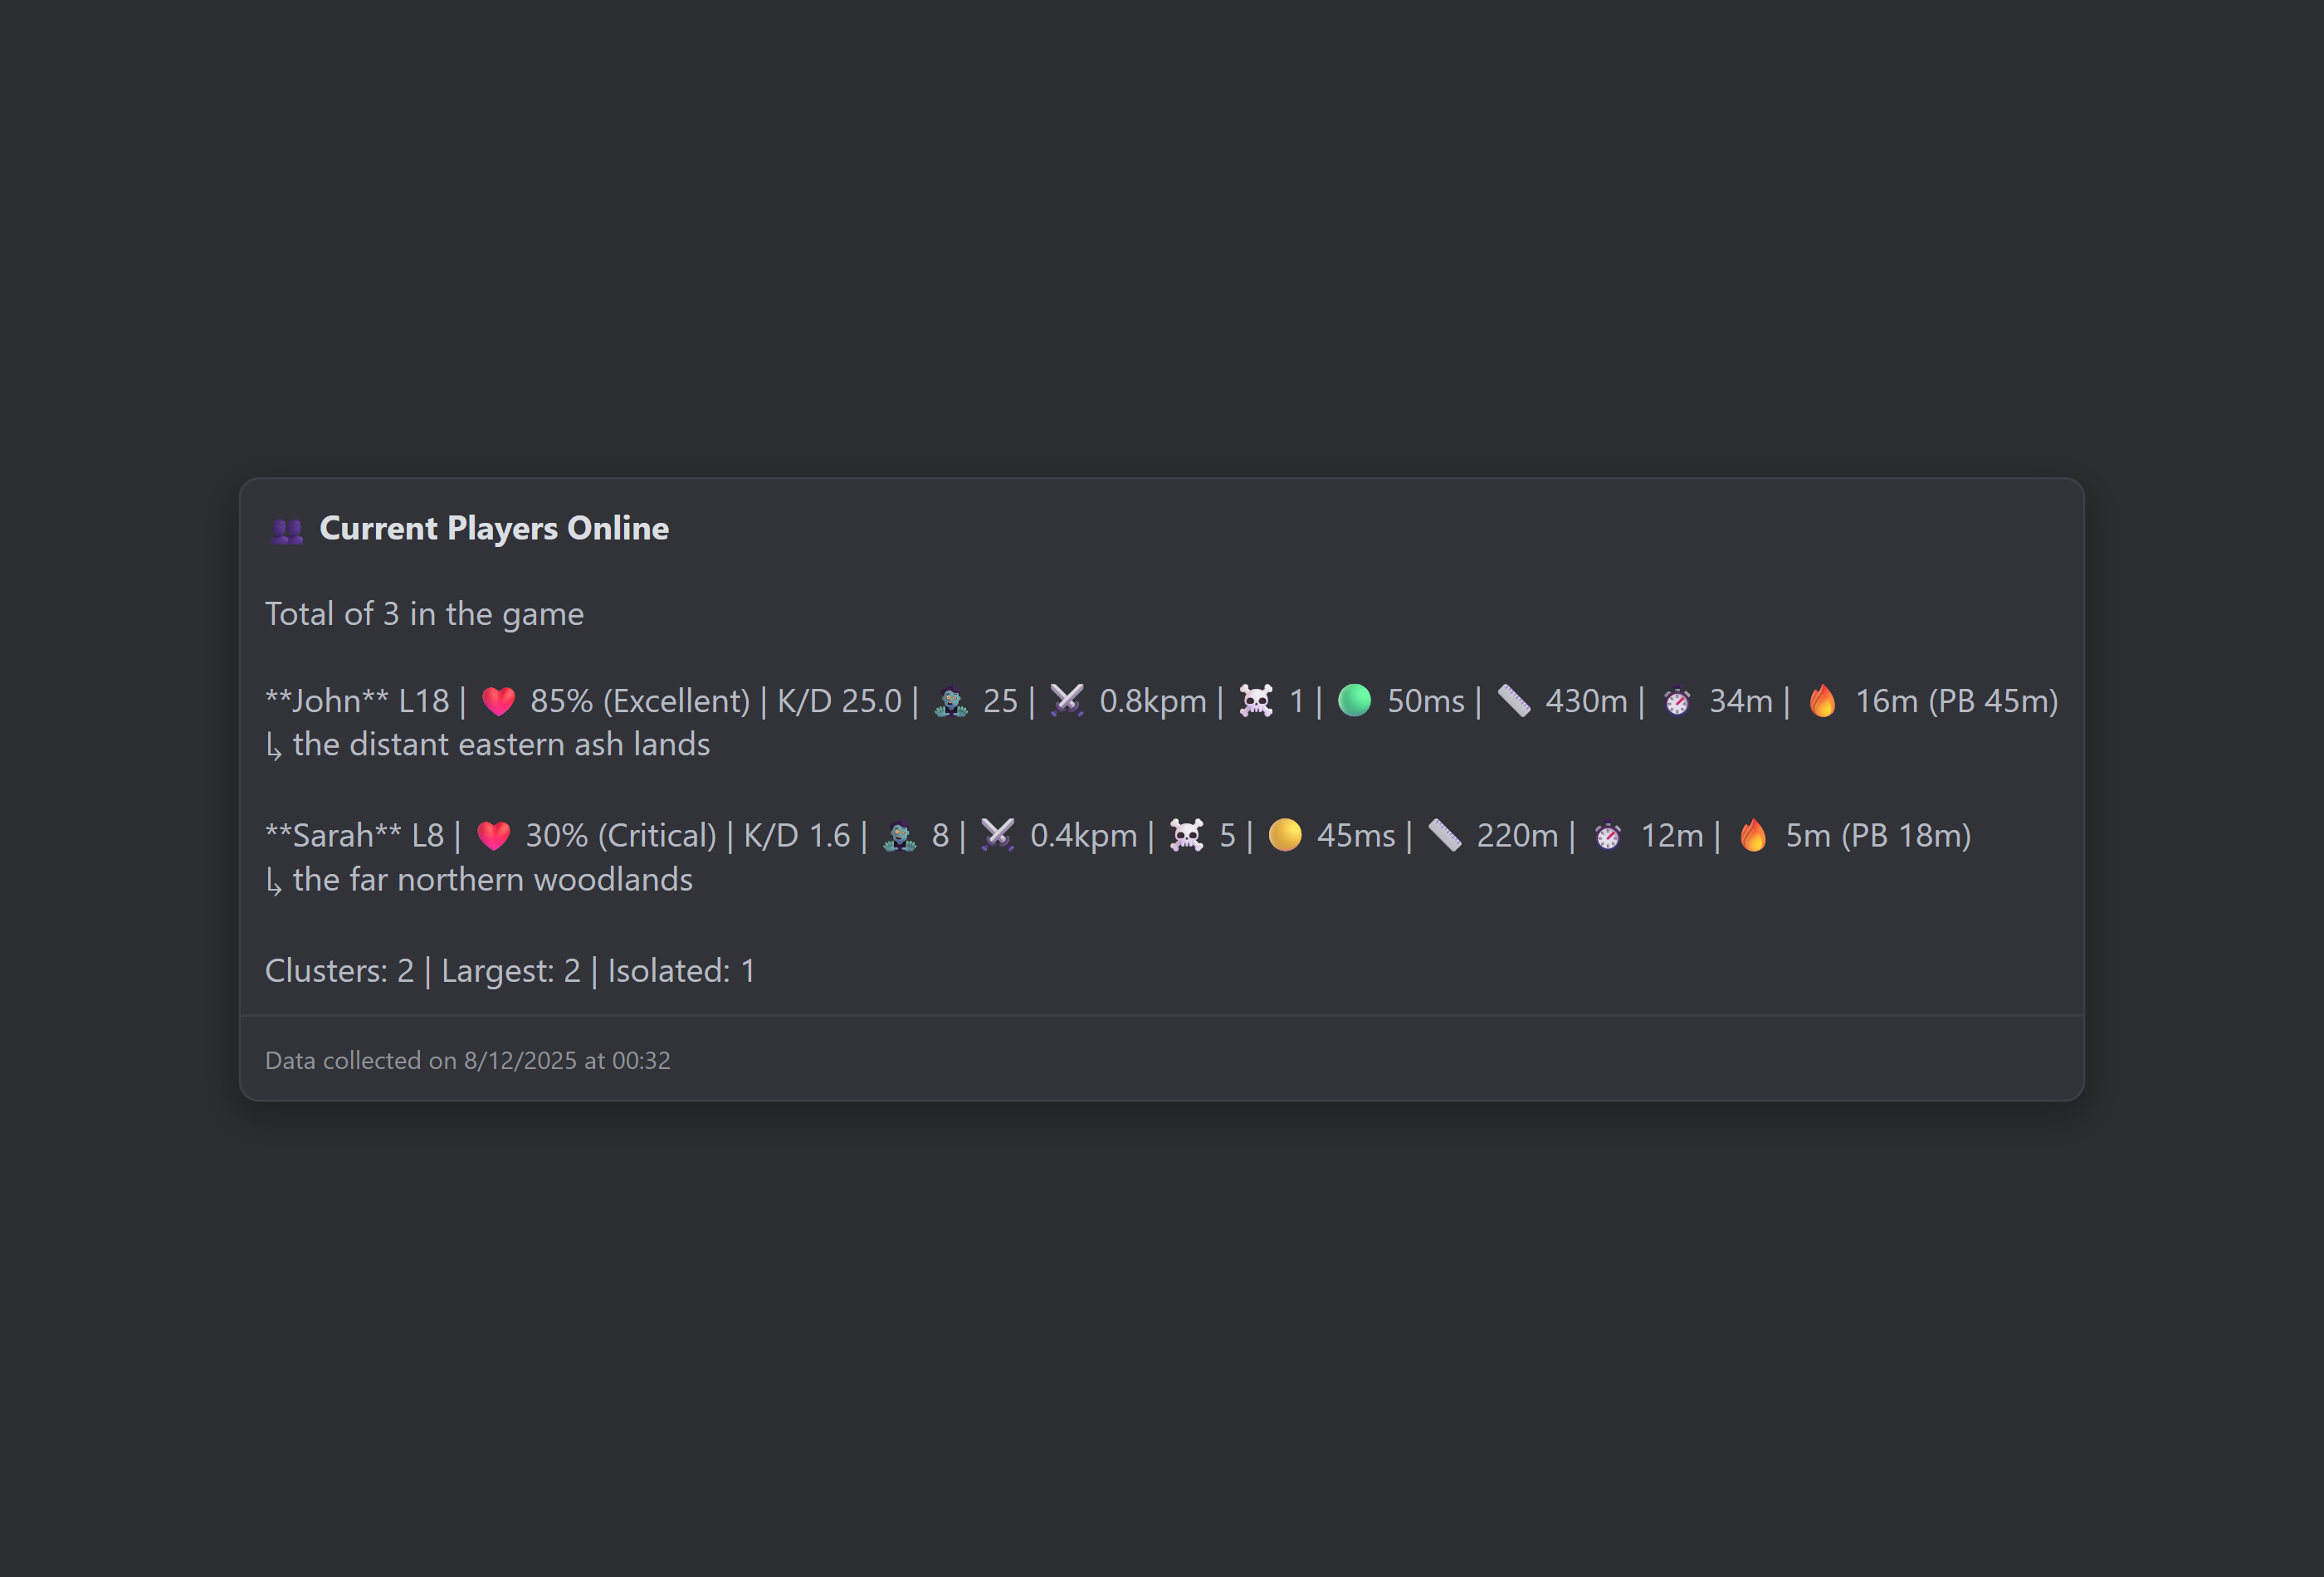 👥 Current Players Online
Total of 3 in the game
**John** L18 | ❤️ 85% (Excellent) | K/D 25.0 | 🧟 25 | ⚔️ 0.8kpm | ☠️ 1 | 🟢 50ms | 📏 430m | ⏱️ 34m | 🔥 16m (PB 45m)
↳ the distant eastern ash lands
**Sarah** L8 | ❤️ 30% (Critical) | K/D 1.6 | 🧟 8 | ⚔️ 0.4kpm | ☠️ 5 | 🟡 45ms | 📏 220m | ⏱️ 12m | 🔥 5m (PB 18m)
↳ the far northern woodlands
Clusters: 2 | Largest: 2 | Isolated: 1
Data collected on 8/12/2025 at 00:32